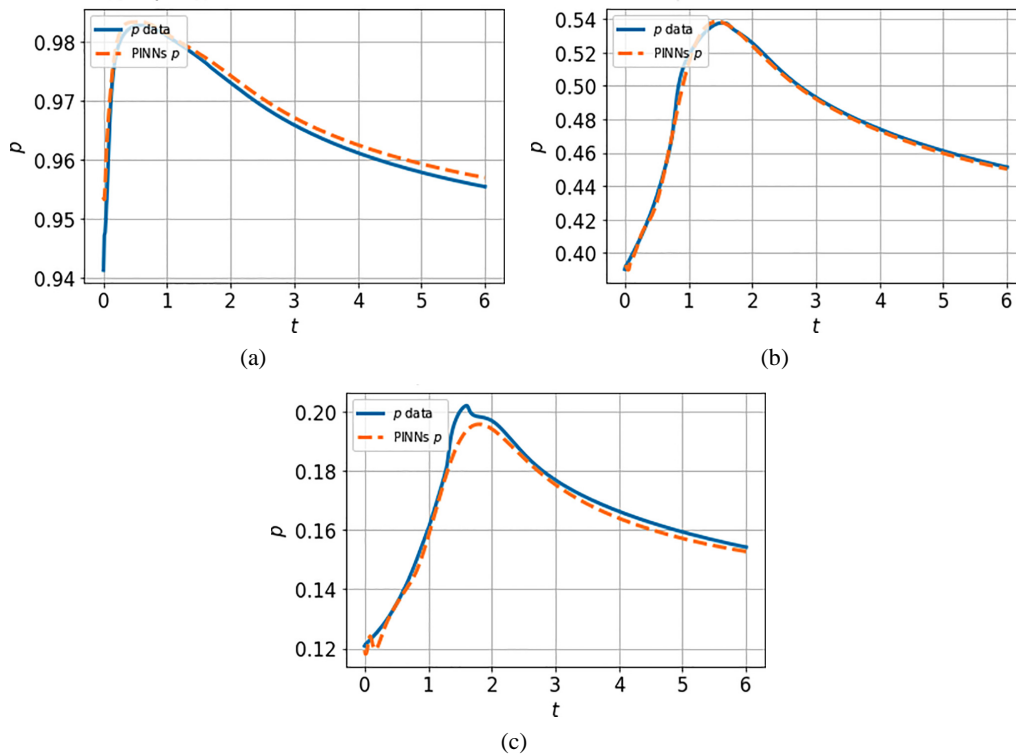 p data
PINNs p
0.98
0.97
0.96
0.95
0.94
p
0 1 2 3 4 5 6
t
(a)
p data
PINNs p
0.54
0.52
0.50
0.48
0.46
0.44
0.42
0.40
p
0 1 2 3 4 5 6
t
(b)
p data
PINNs p
0.20
0.18
0.16
0.14
0.12
p
0 1 2 3 4 5 6
t
(c)